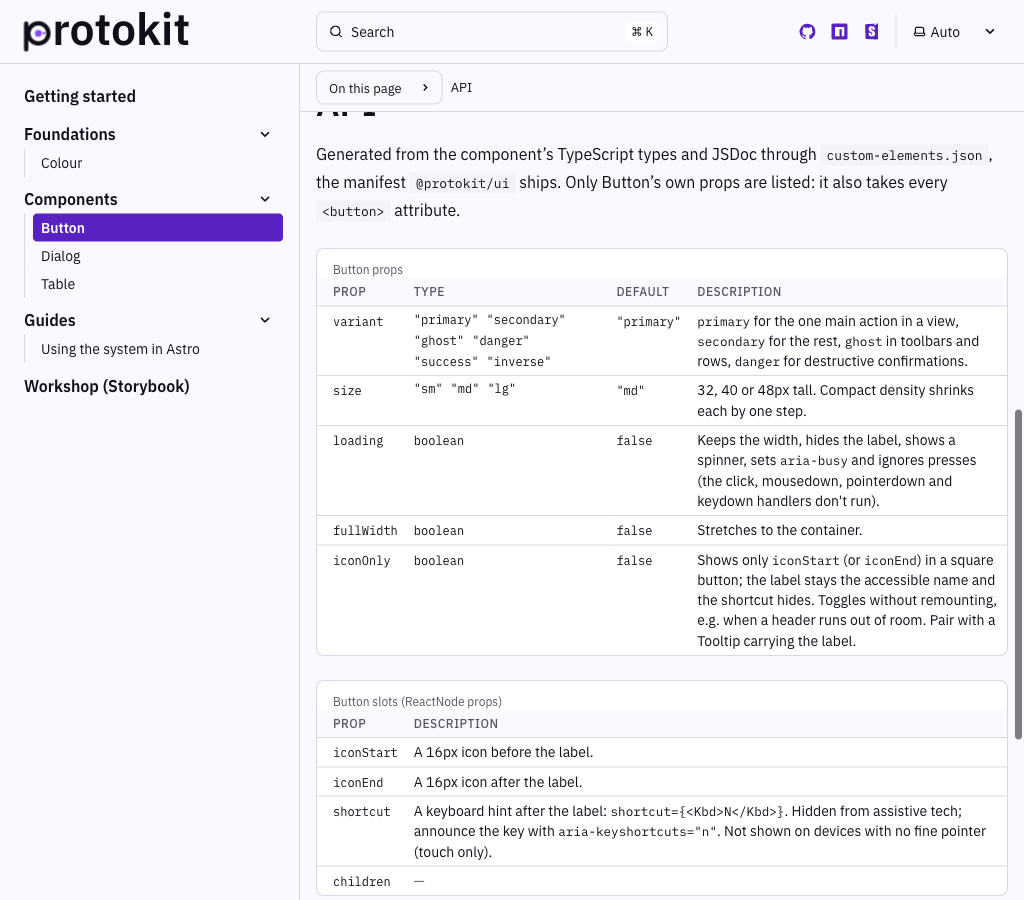 protokit
Search
⌘ K
Auto
Getting started
Foundations
Colour
Components
Button
Dialog
Table
Guides
Using the system in Astro
Workshop (Storybook)
On this page
API
API
Generated from the component’s TypeScript types and JSDoc through custom-elements.json ,
the manifest @protokit/ui ships. Only Button’s own props are listed: it also takes every
<button> attribute.
Button props
PROP TYPE DEFAULT DESCRIPTION
variant "primary" "secondary" "primary" primary for the one main action in a view,
"ghost" "danger" secondary for the rest, ghost in toolbars and
"success" "inverse" rows, danger for destructive confirmations.
size "sm" "md" "lg" "md" 32, 40 or 48px tall. Compact density shrinks
each by one step.
loading boolean false Keeps the width, hides the label, shows a
spinner, sets aria-busy and ignores presses
(the click, mousedown, pointerdown and
keydown handlers don't run).
fullWidth boolean false Stretches to the container.
iconOnly boolean false Shows only iconStart (or iconEnd) in a square
button; the label stays the accessible name and
the shortcut hides. Toggles without remounting,
e.g. when a header runs out of room. Pair with a
Tooltip carrying the label.
Button slots (ReactNode props)
PROP DESCRIPTION
iconStart A 16px icon before the label.
iconEnd A 16px icon after the label.
shortcut A keyboard hint after the label: shortcut={<Kbd>N</Kbd>}. Hidden from assistive tech;
announce the key with aria-keyshortcuts="n". Not shown on devices with no fine pointer
(touch only).
children —